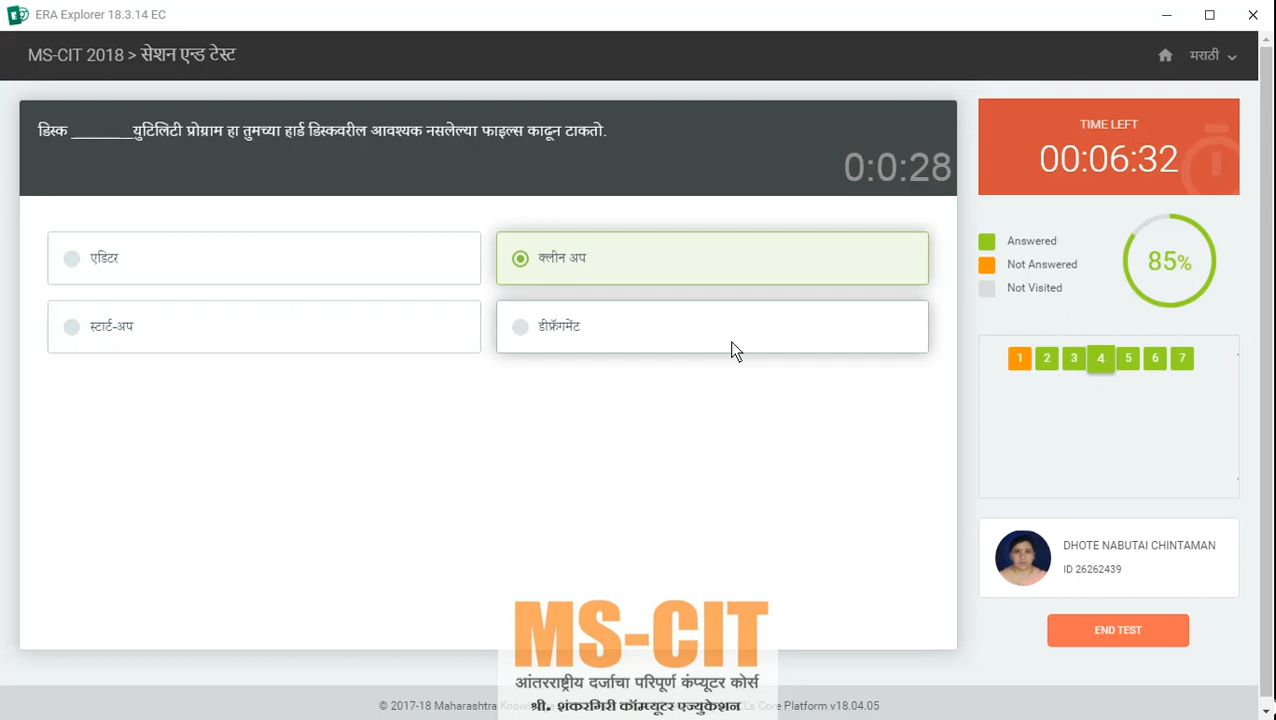 ERA Explorer 18.3.14 EC
MS-CIT 2018 > सेशन एन्ड टेस्ट
मराठी
डिस्क ________युटिलिटी प्रोग्राम हा तुमच्या हार्ड डिस्कवरील आवश्यक नसलेल्या फाइल्स काढून टाकतो.
0:0:28
TIME LEFT
00:06:32
एडिटर
क्लीन अप
स्टार्ट-अप
डीफ्रॅगमेंट
Answered
Not Answered
Not Visited
85%
1 2 3 4 5 6 7
DHOTE NABUTAI CHINTAMAN
ID 26262439
END TEST
MS-CIT
आंतरराष्ट्रीय दर्जाचा परिपूर्ण कंप्यूटर कोर्स
श्री. शंकरगिरी कॉम्प्यूटर एज्युकेशन
© 2017-18 Maharashtra Core Platform v18.04.05